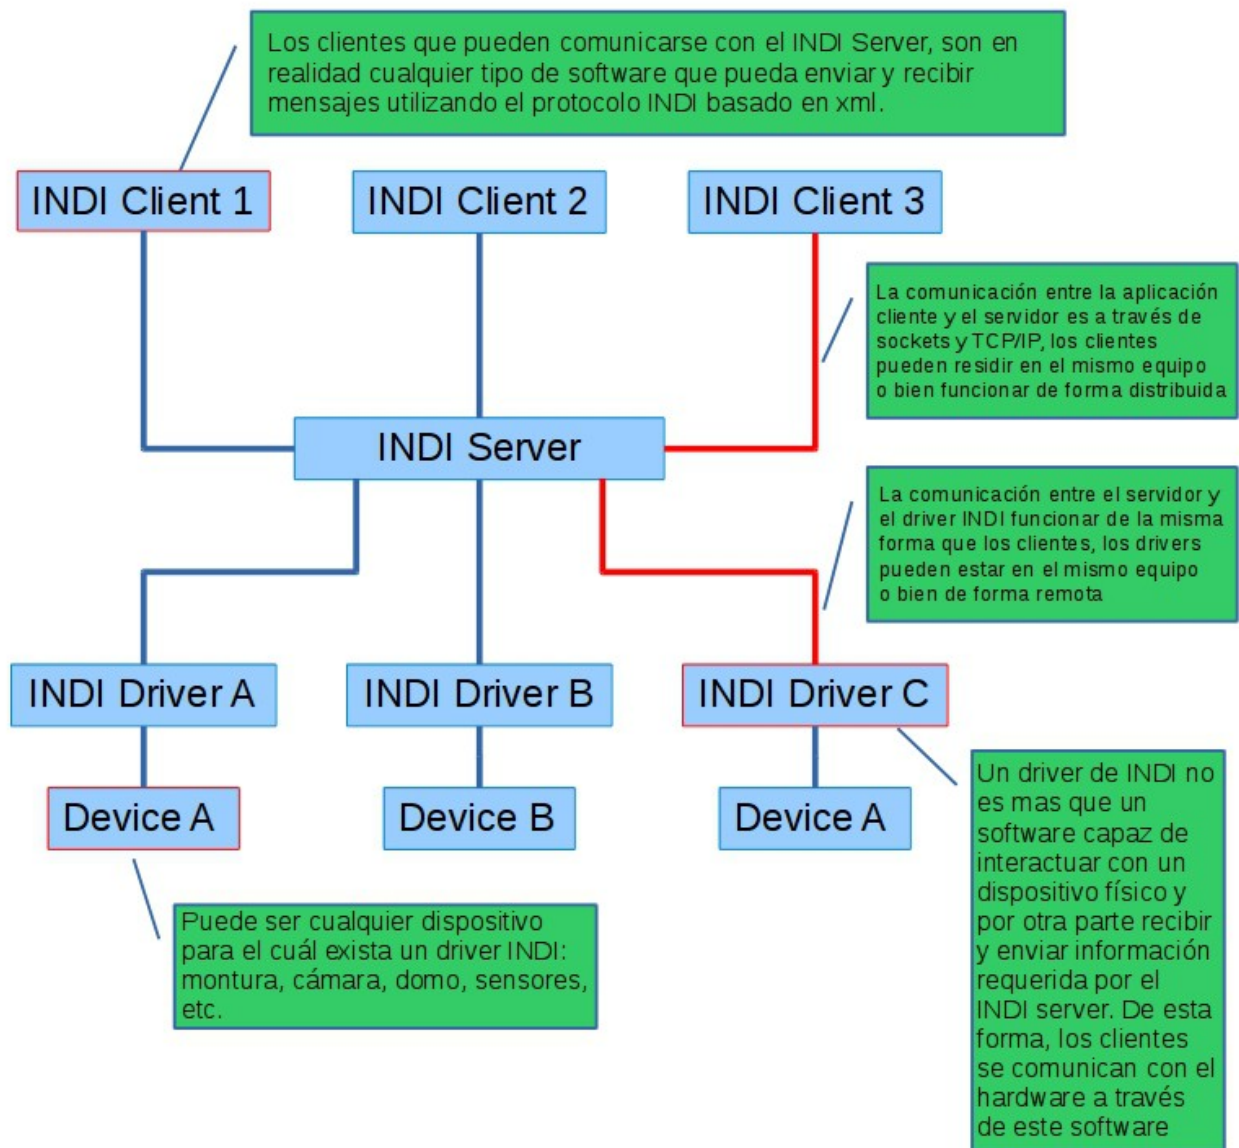 Los clientes que pueden comunicarse con el INDI Server, son en
realidad cualquier tipo de software que pueda enviar y recibir
mensajes utilizando el protocolo INDI basado en xml.
INDI Client 1
INDI Client 2
INDI Client 3
La comunicación entre la aplicación
cliente y el servidor es a través de
sockets y TCP/IP, los clientes
pueden residir en el mismo equipo
o bien funcionar de forma distribuida
INDI Server
La comunicación entre el servidor y
el driver INDI funcionar de la misma
forma que los clientes, los drivers
pueden estar en el mismo equipo
o bien de forma remota
INDI Driver A
INDI Driver B
INDI Driver C
Device A
Device B
Device A
Un driver de INDI no
es mas que un
software capaz de
interactuar con un
dispositivo físico y
por otra parte recibir
y enviar información
requerida por el
INDI server. De esta
forma, los clientes
se comunican con el
hardware a través
de este software
Puede ser cualquier dispositivo
para el cuál exista un driver INDI:
montura, cámara, domo, sensores,
etc.